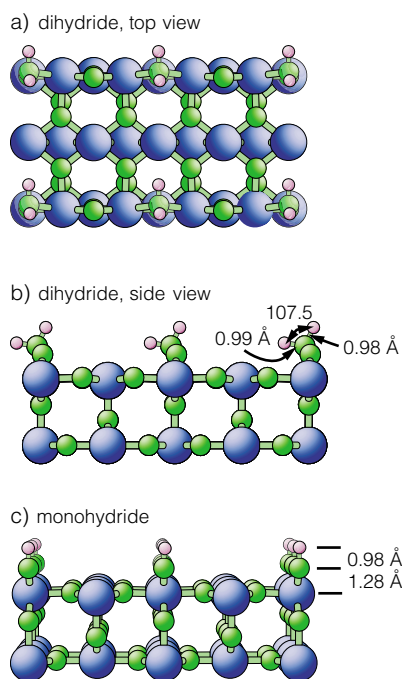 a) dihydride, top view
b) dihydride, side view
107.5
0.99 Å
0.98 Å
c) monohydride
0.98 Å
1.28 Å